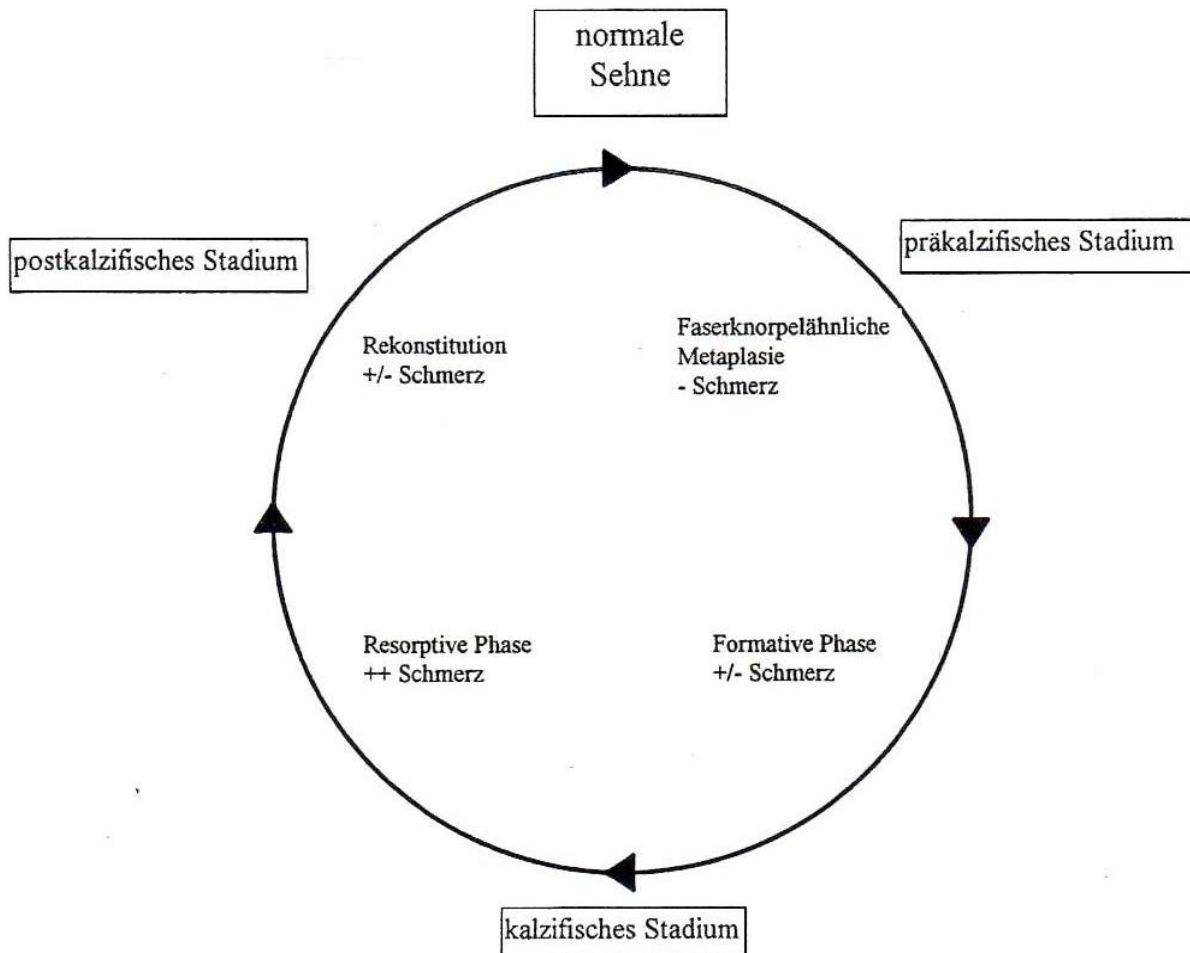 normale
Sehne
präkalzifisches Stadium
postkalzifisches Stadium
Faserknorpelähnliche
Metaplasie
- Schmerz
Rekonstitution
+/- Schmerz
Formative Phase
+/- Schmerz
Resorptive Phase
++ Schmerz
kalzifisches Stadium